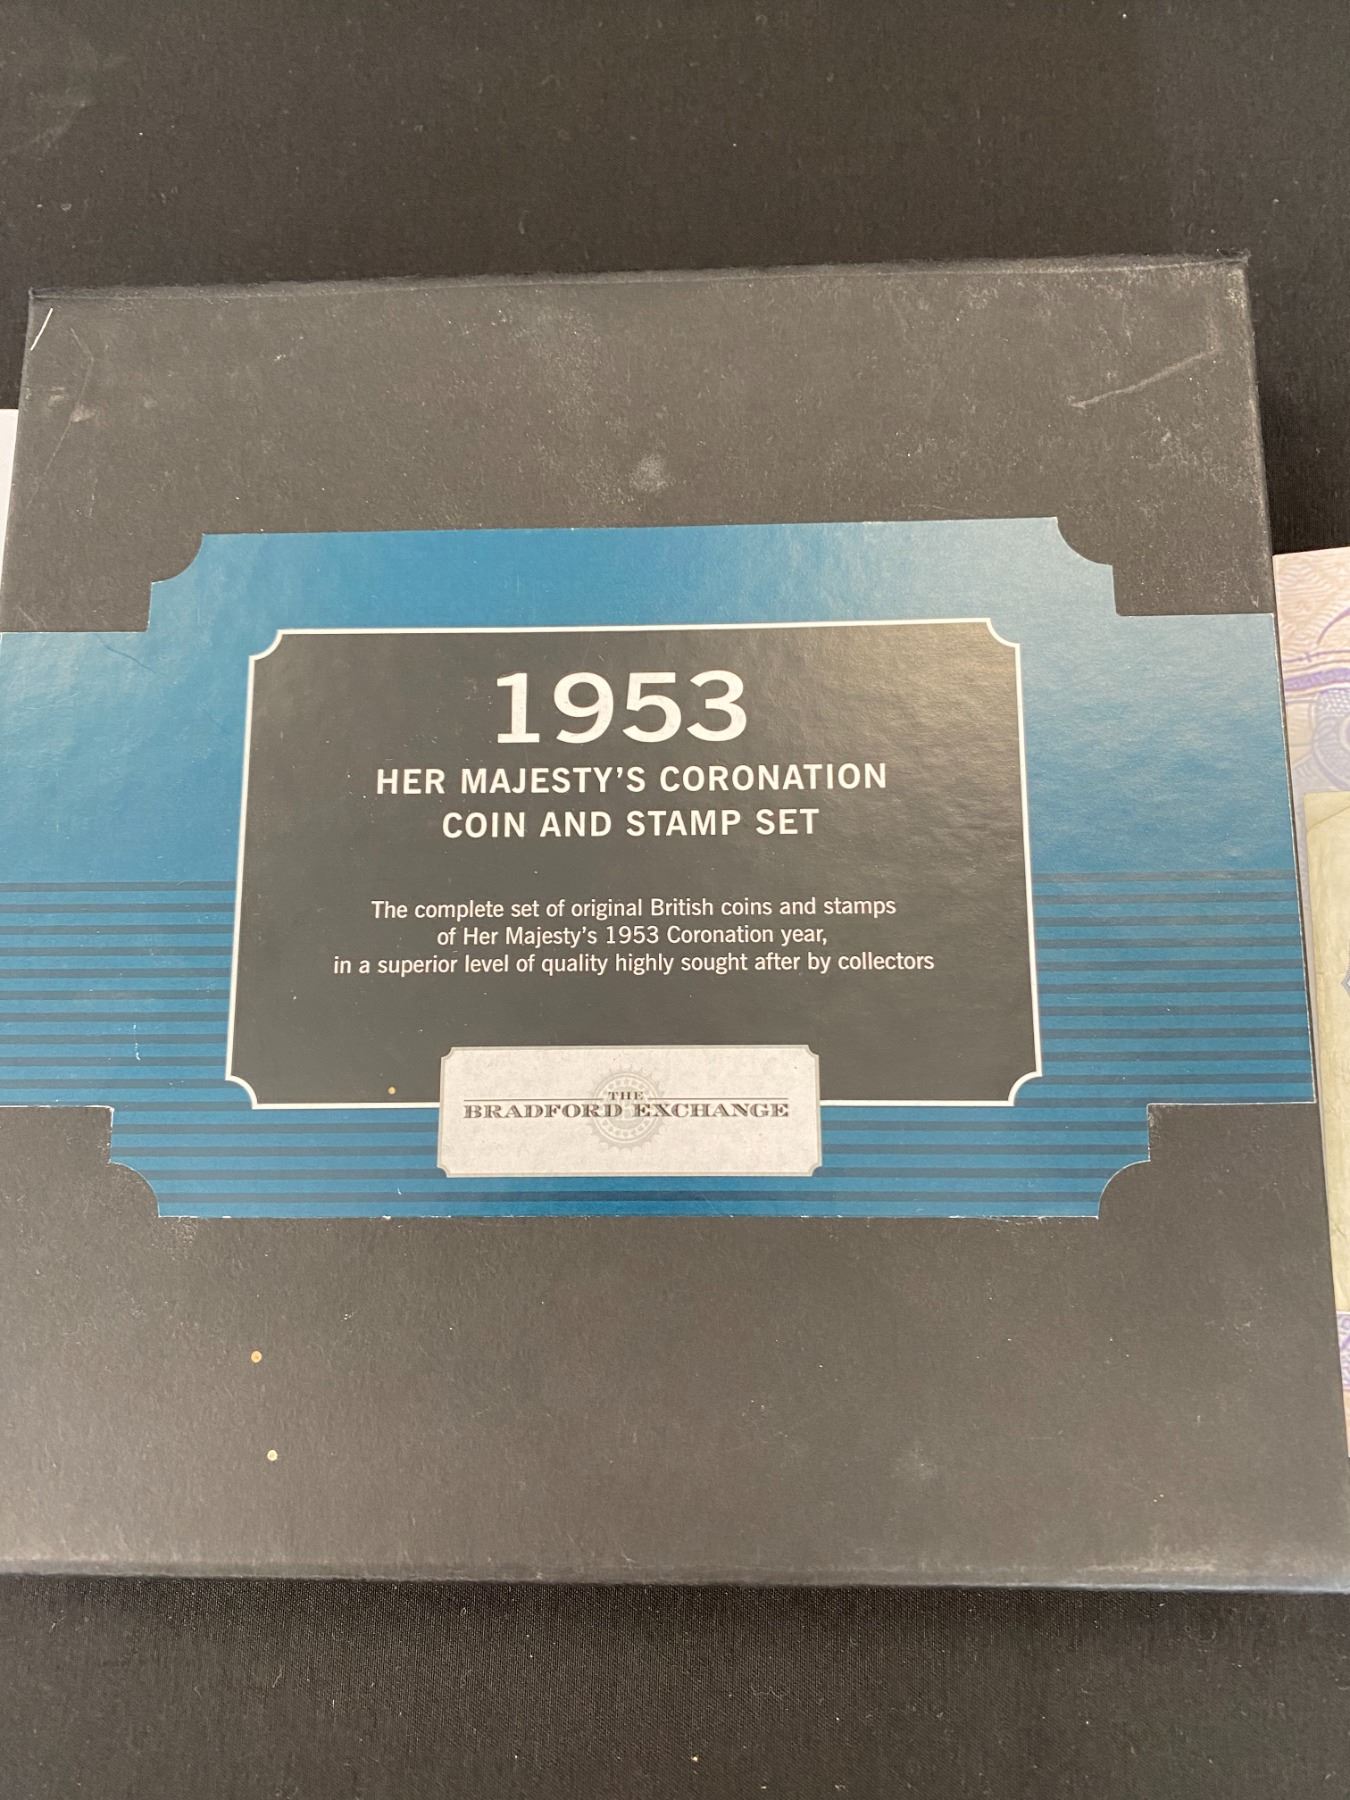 1953
HER MAJESTY'S CORONATION
COIN AND STAMP SET
The complete set of original British coins and stamps
of Her Majesty's 1953 Coronation year,
in a superior level of quality highly sought after by collectors
THE
BRADFORD EXCHANGE